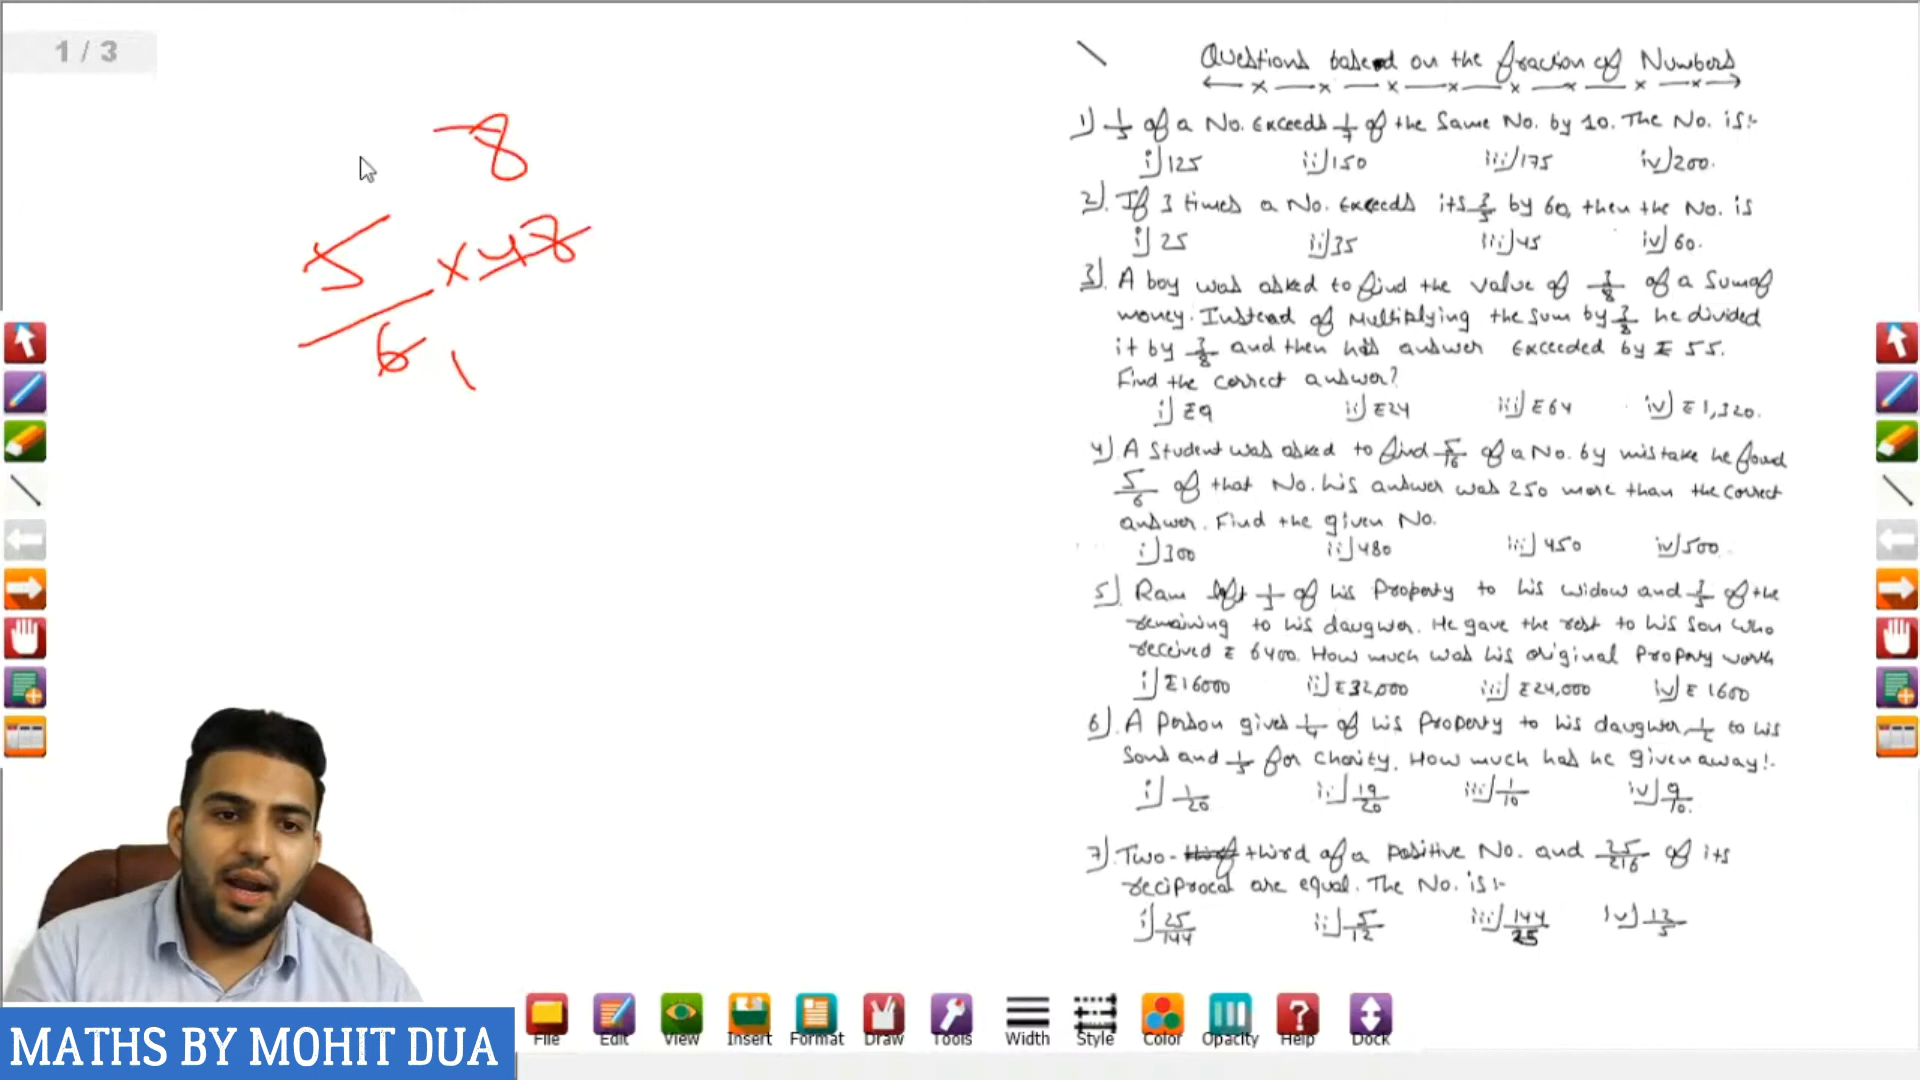 1 / 3
8
5 × 48
6 1
Questions based on the fraction of Numbers
1) 1/5 of a No. Exceeds 1/7 of the Same No. by 10. The No. is:-
i) 125 ii) 150 iii) 175 iv) 200.
2). If 3 times a No. Exceeds its 3/5 by 60, then the No. is
i) 25 ii) 35 iii) 45 iv) 60.
3). A boy was asked to find the value of 3/8 of a Sum of
money. Instead of Multiplying the sum by 3/8 he divided
it by 3/8 and then his answer Exceeded by ₹ 55.
Find the correct answer?
i) ₹9 ii) ₹24 iii) ₹64 iv) ₹1,320.
4). A Student was asked to find 5/16 of a No. by mistake he found
5/6 of that No. his answer was 250 more than the correct
answer. Find the given No.
i) 300 ii) 480 iii) 450 iv) 500
5). Ram left 1/3 of his Property to his widow and 3/5 of the
remaining to his daugwer. He gave the rest to his son who
received ₹ 6400. How much was his original Propery worth
i) ₹16000 ii) ₹32,000 iii) ₹24,000 iv) ₹1600
6). A Person gives 1/4 of his Property to his daughter, 1/2 to his
Sons and 1/5 for Charity. How much has he given away!-
i) 1/20 ii) 19/20 iii) 1/10 iv) 9/10.
7). Two-third of a Positive No. and 25/216 of its
reciprocal are equal. The No. is:-
i) 25/144 ii) 5/12 iii) 144/25 iv) 12/5
MATHS BY MOHIT DUA
File Edit View Insert Format Draw Tools Width Style Color Opacity Help Dock